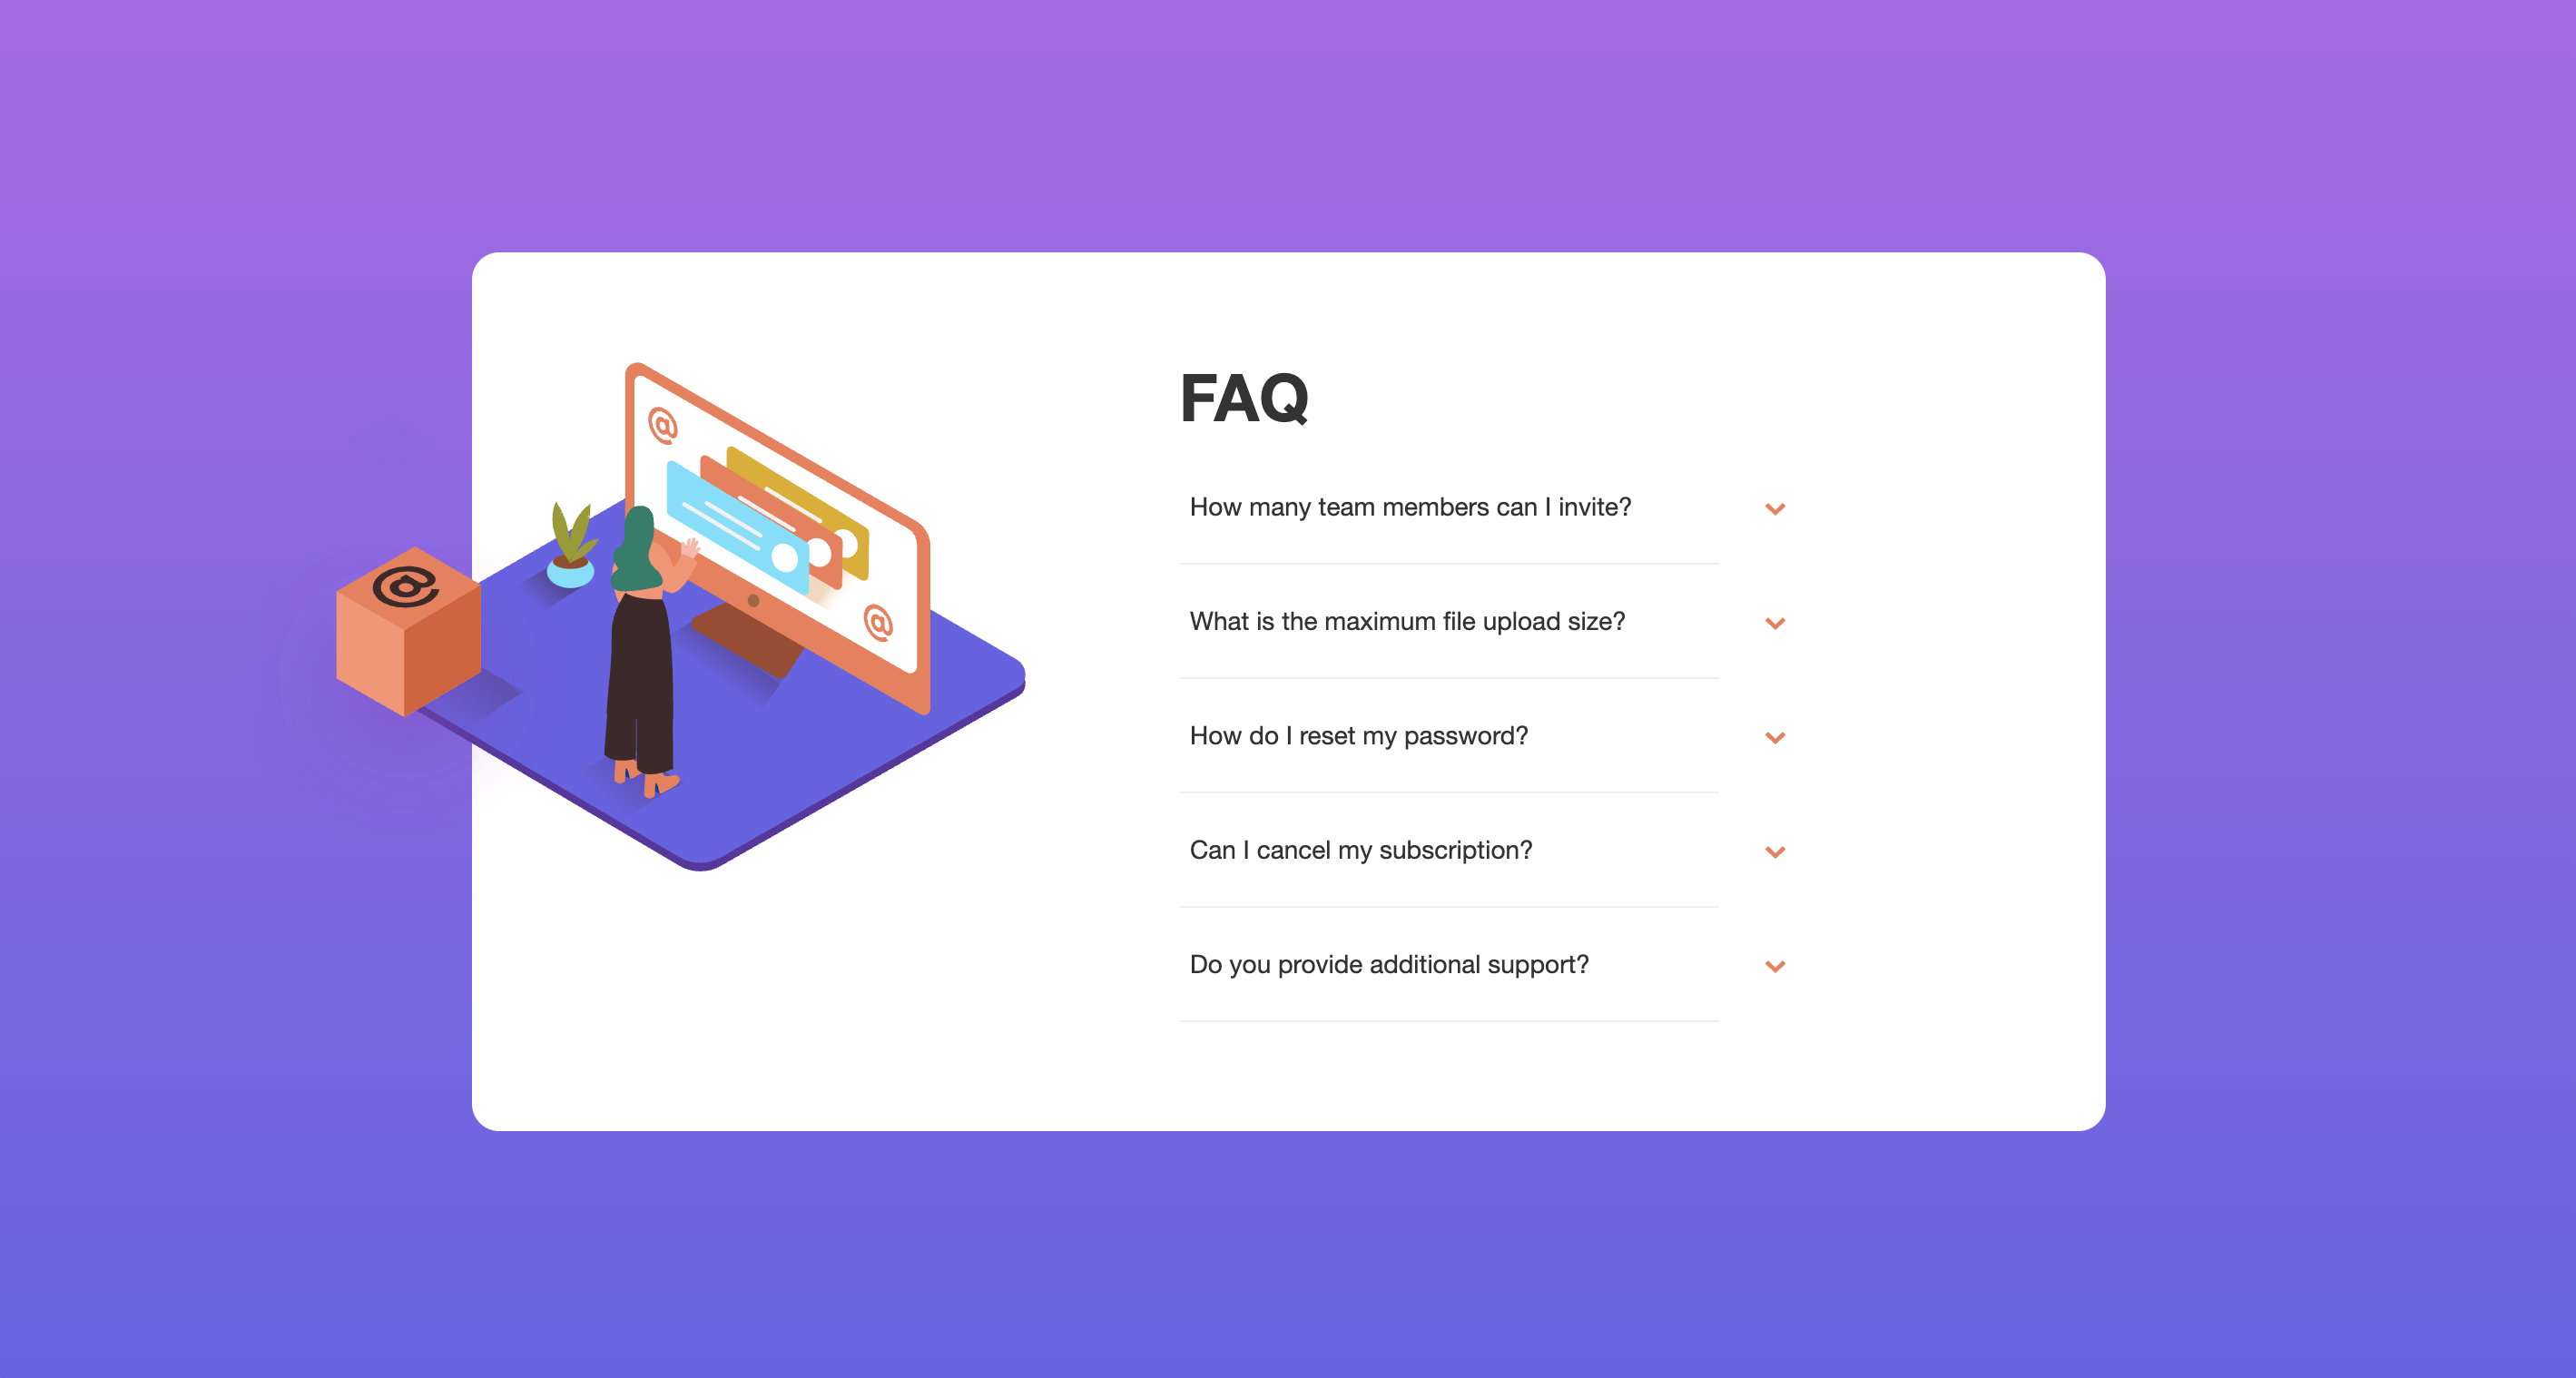 @
@
@
FAQ
How many team members can I invite?
What is the maximum file upload size?
How do I reset my password?
Can I cancel my subscription?
Do you provide additional support?